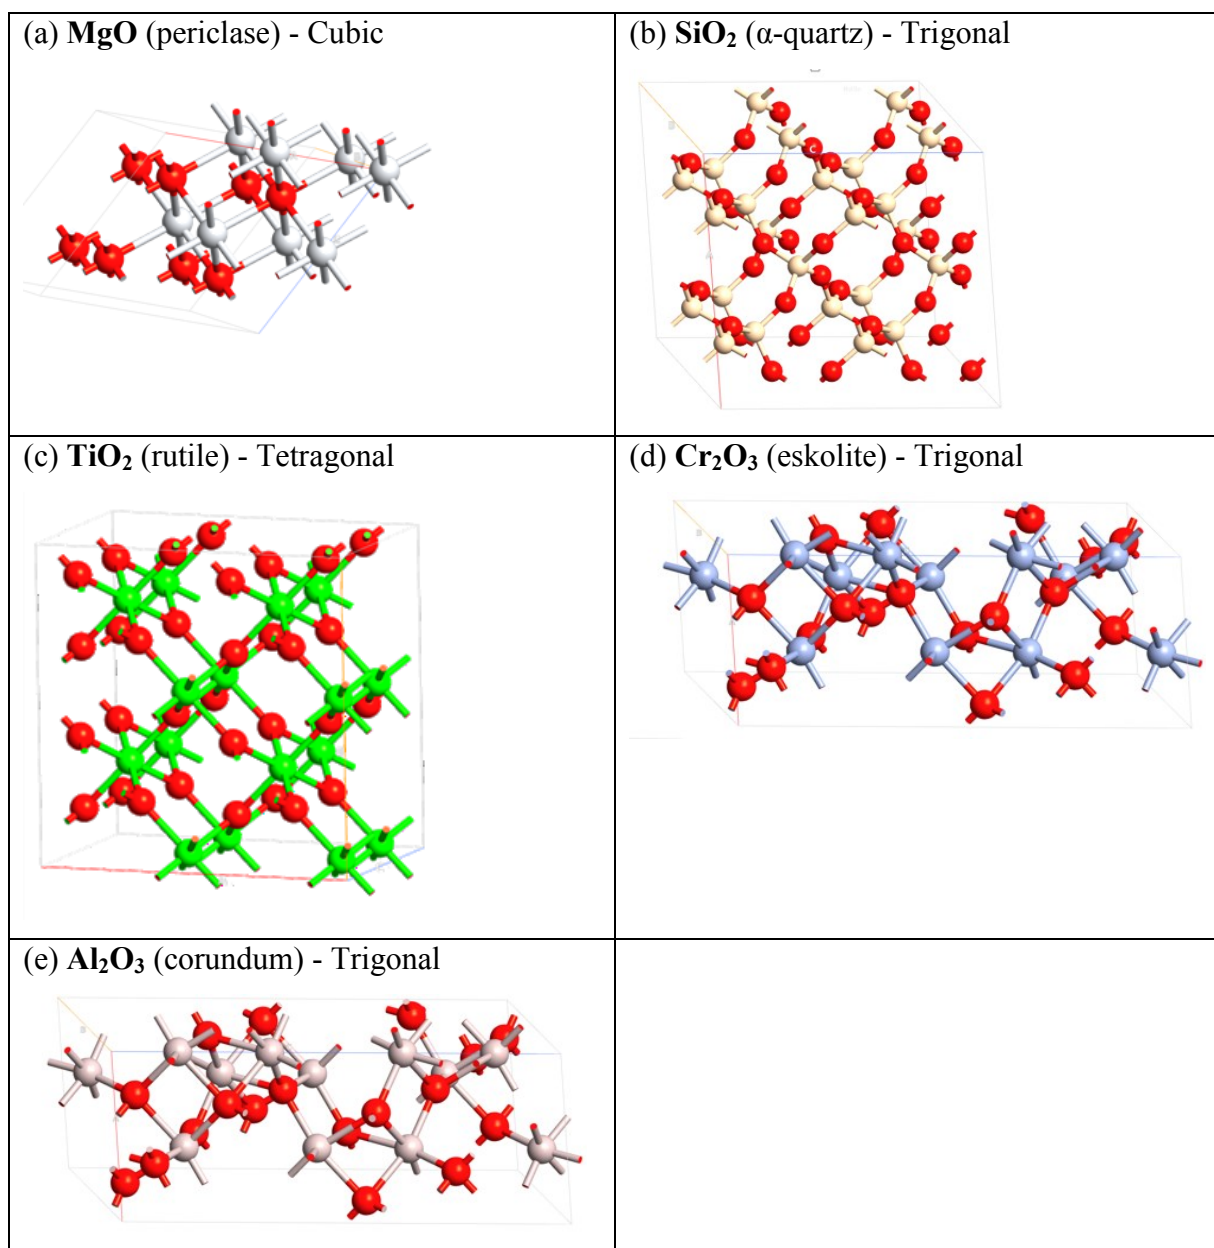 (a) MgO (periclase) - Cubic
(b) SiO₂ (α-quartz) - Trigonal
(c) TiO₂ (rutile) - Tetragonal
(d) Cr₂O₃ (eskolite) - Trigonal
(e) Al₂O₃ (corundum) - Trigonal